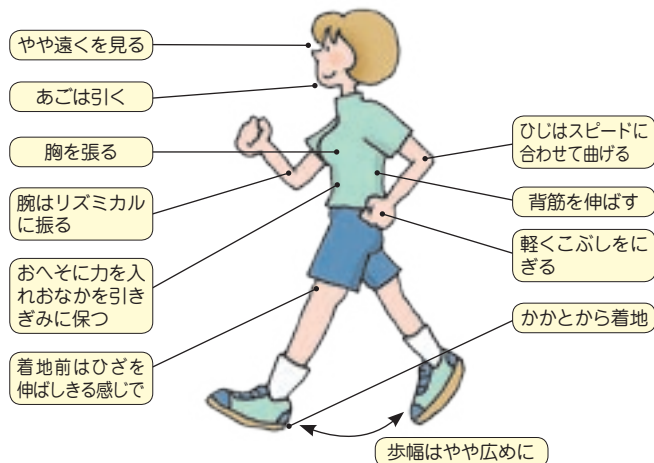 やや遠くを見る
あごは引く
胸を張る
腕はリズミカル
に振る
おへそに力を入
れおなかを引き
ぎみに保つ
着地前はひざを
伸ばしきる感じで
ひじはスピードに
合わせて曲げる
背筋を伸ばす
軽くこぶしをに
ぎる
かかとから着地
歩幅はやや広めに